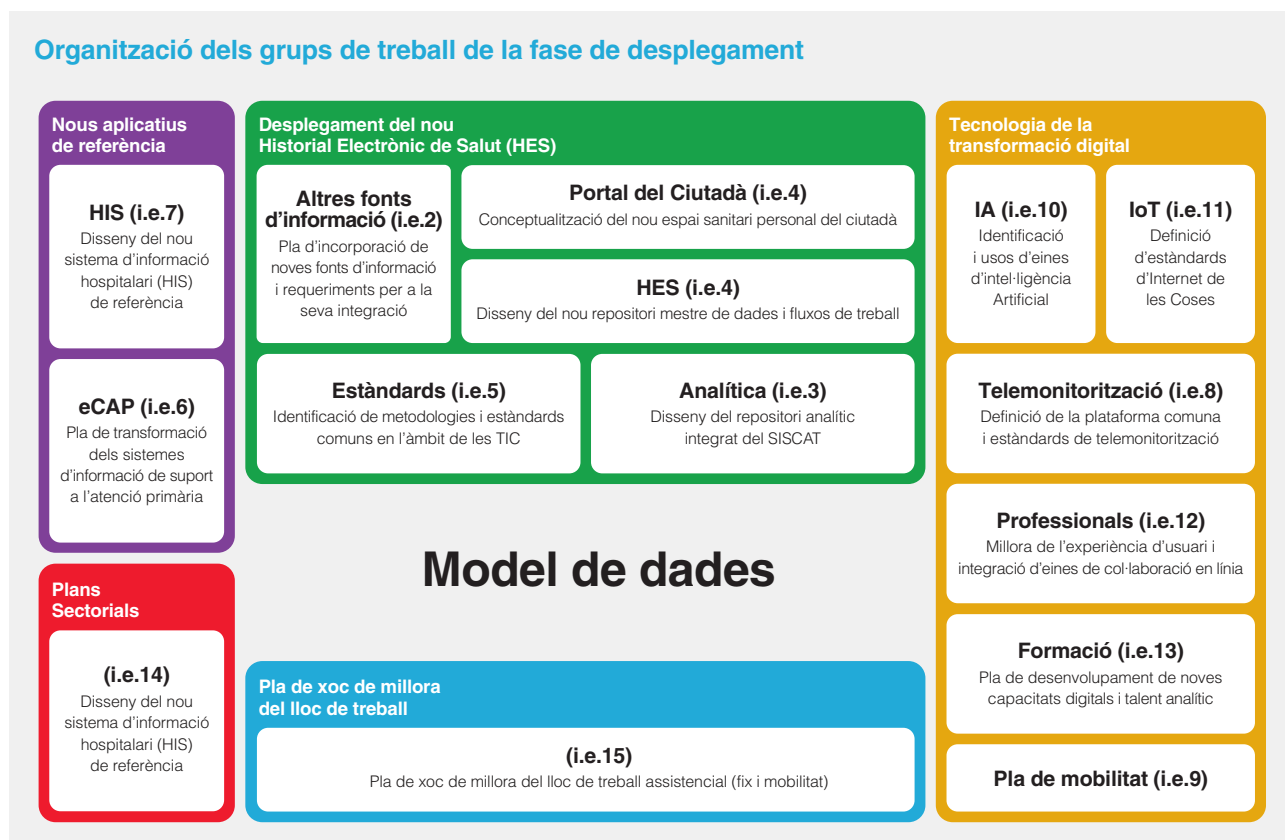 Organització dels grups de treball de la fase de desplegament
Nous aplicatius
de referència
HIS (i.e.7)
Disseny del nou
sistema d'informació
hospitalari (HIS)
de referència
eCAP (i.e.6)
Pla de transformació
dels sistemes
d'informació de suport
a l'atenció primària
Plans
Sectorials
(i.e.14)
Disseny del nou
sistema d'informació
hospitalari (HIS)
de referència
Desplegament del nou
Historial Electrònic de Salut (HES)
Altres fonts
d'informació (i.e.2)
Pla d'incorporació de
noves fonts d'informació
i requeriments per a la
seva integració
Portal del Ciutadà (i.e.4)
Conceptualització del nou espai sanitari personal del ciutadà
HES (i.e.4)
Disseny del nou repositori mestre de dades i fluxos de treball
Estàndards (i.e.5)
Identificació de metodologies i estàndards
comuns en l'àmbit de les TIC
Analítica (i.e.3)
Disseny del repositori analític
integrat del SISCAT
Model de dades
Pla de xoc de millora
del lloc de treball
(i.e.15)
Pla de xoc de millora del lloc de treball assistencial (fix i mobilitat)
Tecnologia de la
transformació digital
IA (i.e.10)
Identificació
i usos d'eines
d'intel·ligència
Artificial
IoT (i.e.11)
Definició
d'estàndards
d'Internet de
les Coses
Telemonitorització (i.e.8)
Definició de la plataforma comuna
i estàndards de telemonitorització
Professionals (i.e.12)
Millora de l'experiència d'usuari i
integració d'eines de col·laboració en línia
Formació (i.e.13)
Pla de desenvolupament de noves
capacitats digitals i talent analític
Pla de mobilitat (i.e.9)